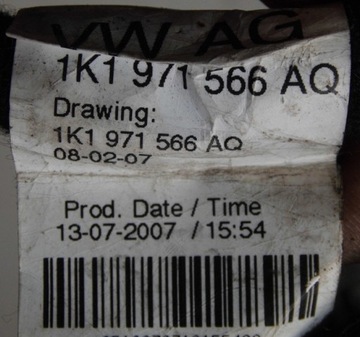 VW AG
1K1 971 566 AQ
Drawing:
1K1 971 566 AQ
08-02-07
Prod. Date / Time
13-07-2007 / 15:54